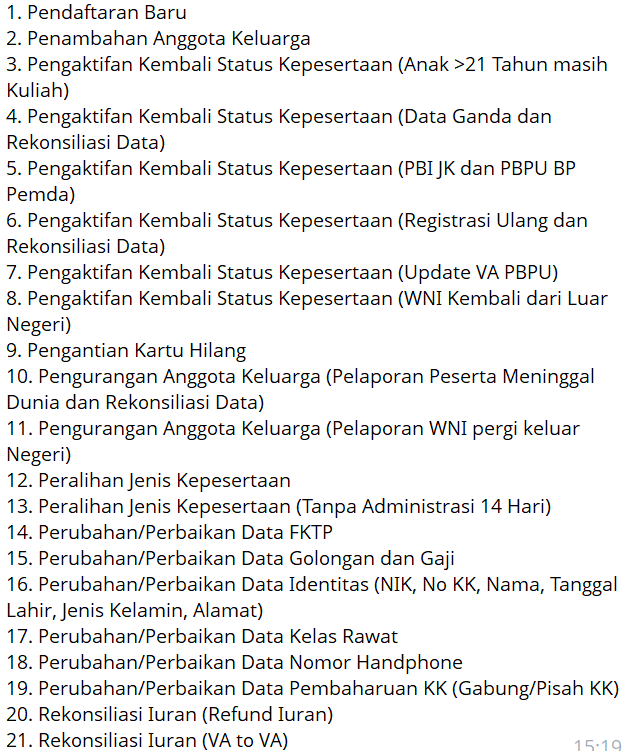 1. Pendaftaran Baru
2. Penambahan Anggota Keluarga
3. Pengaktifan Kembali Status Kepesertaan (Anak >21 Tahun masih
Kuliah)
4. Pengaktifan Kembali Status Kepesertaan (Data Ganda dan
Rekonsiliasi Data)
5. Pengaktifan Kembali Status Kepesertaan (PBI JK dan PBPU BP
Pemda)
6. Pengaktifan Kembali Status Kepesertaan (Registrasi Ulang dan
Rekonsiliasi Data)
7. Pengaktifan Kembali Status Kepesertaan (Update VA PBPU)
8. Pengaktifan Kembali Status Kepesertaan (WNI Kembali dari Luar
Negeri)
9. Pengantian Kartu Hilang
10. Pengurangan Anggota Keluarga (Pelaporan Peserta Meninggal
Dunia dan Rekonsiliasi Data)
11. Pengurangan Anggota Keluarga (Pelaporan WNI pergi keluar
Negeri)
12. Peralihan Jenis Kepesertaan
13. Peralihan Jenis Kepesertaan (Tanpa Administrasi 14 Hari)
14. Perubahan/Perbaikan Data FKTP
15. Perubahan/Perbaikan Data Golongan dan Gaji
16. Perubahan/Perbaikan Data Identitas (NIK, No KK, Nama, Tanggal
Lahir, Jenis Kelamin, Alamat)
17. Perubahan/Perbaikan Data Kelas Rawat
18. Perubahan/Perbaikan Data Nomor Handphone
19. Perubahan/Perbaikan Data Pembaharuan KK (Gabung/Pisah KK)
20. Rekonsiliasi Iuran (Refund Iuran)
21. Rekonsiliasi Iuran (VA to VA) 15:19